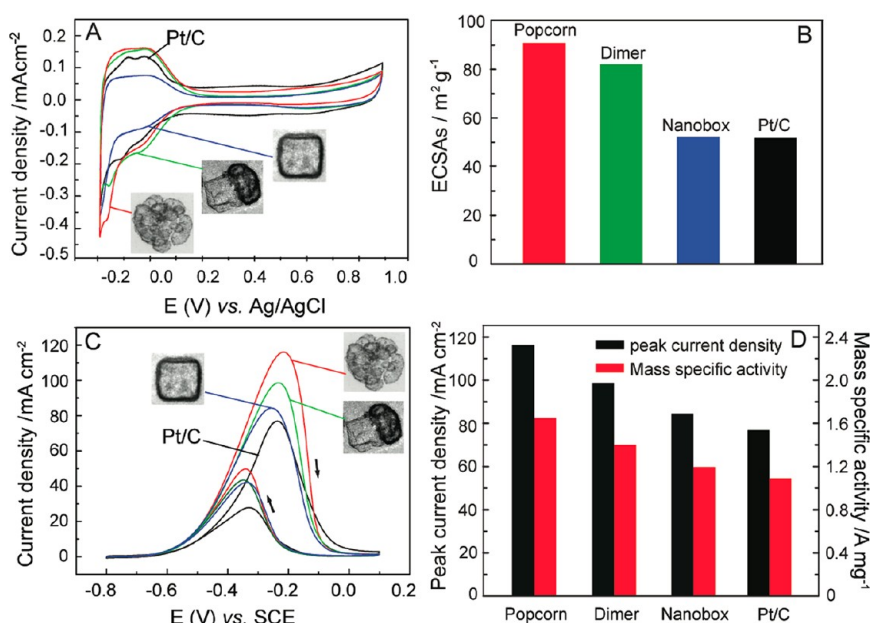 A
Pt/C
Current density /mAcm-2
0.2
0.1
0.0
-0.1
-0.2
-0.3
-0.4
-0.5
-0.2 0.0 0.2 0.4 0.6 0.8 1.0
E (V) vs. Ag/AgCl
B
ECSAs / m² g⁻¹
100
80
60
40
20
0
Popcorn
Dimer
Nanobox
Pt/C
C
Pt/C
Current density /mA cm⁻²
120
100
80
60
40
20
0
-0.8 -0.6 -0.4 -0.2 0.0 0.2
E (V) vs. SCE
D
peak current density
Mass specific activity
Peak current density /mA cm⁻²
120
100
80
60
40
20
0
Mass specific activity /A mg⁻¹
2.4
2.0
1.6
1.2
0.8
0.4
0
Popcorn Dimer Nanobox Pt/C